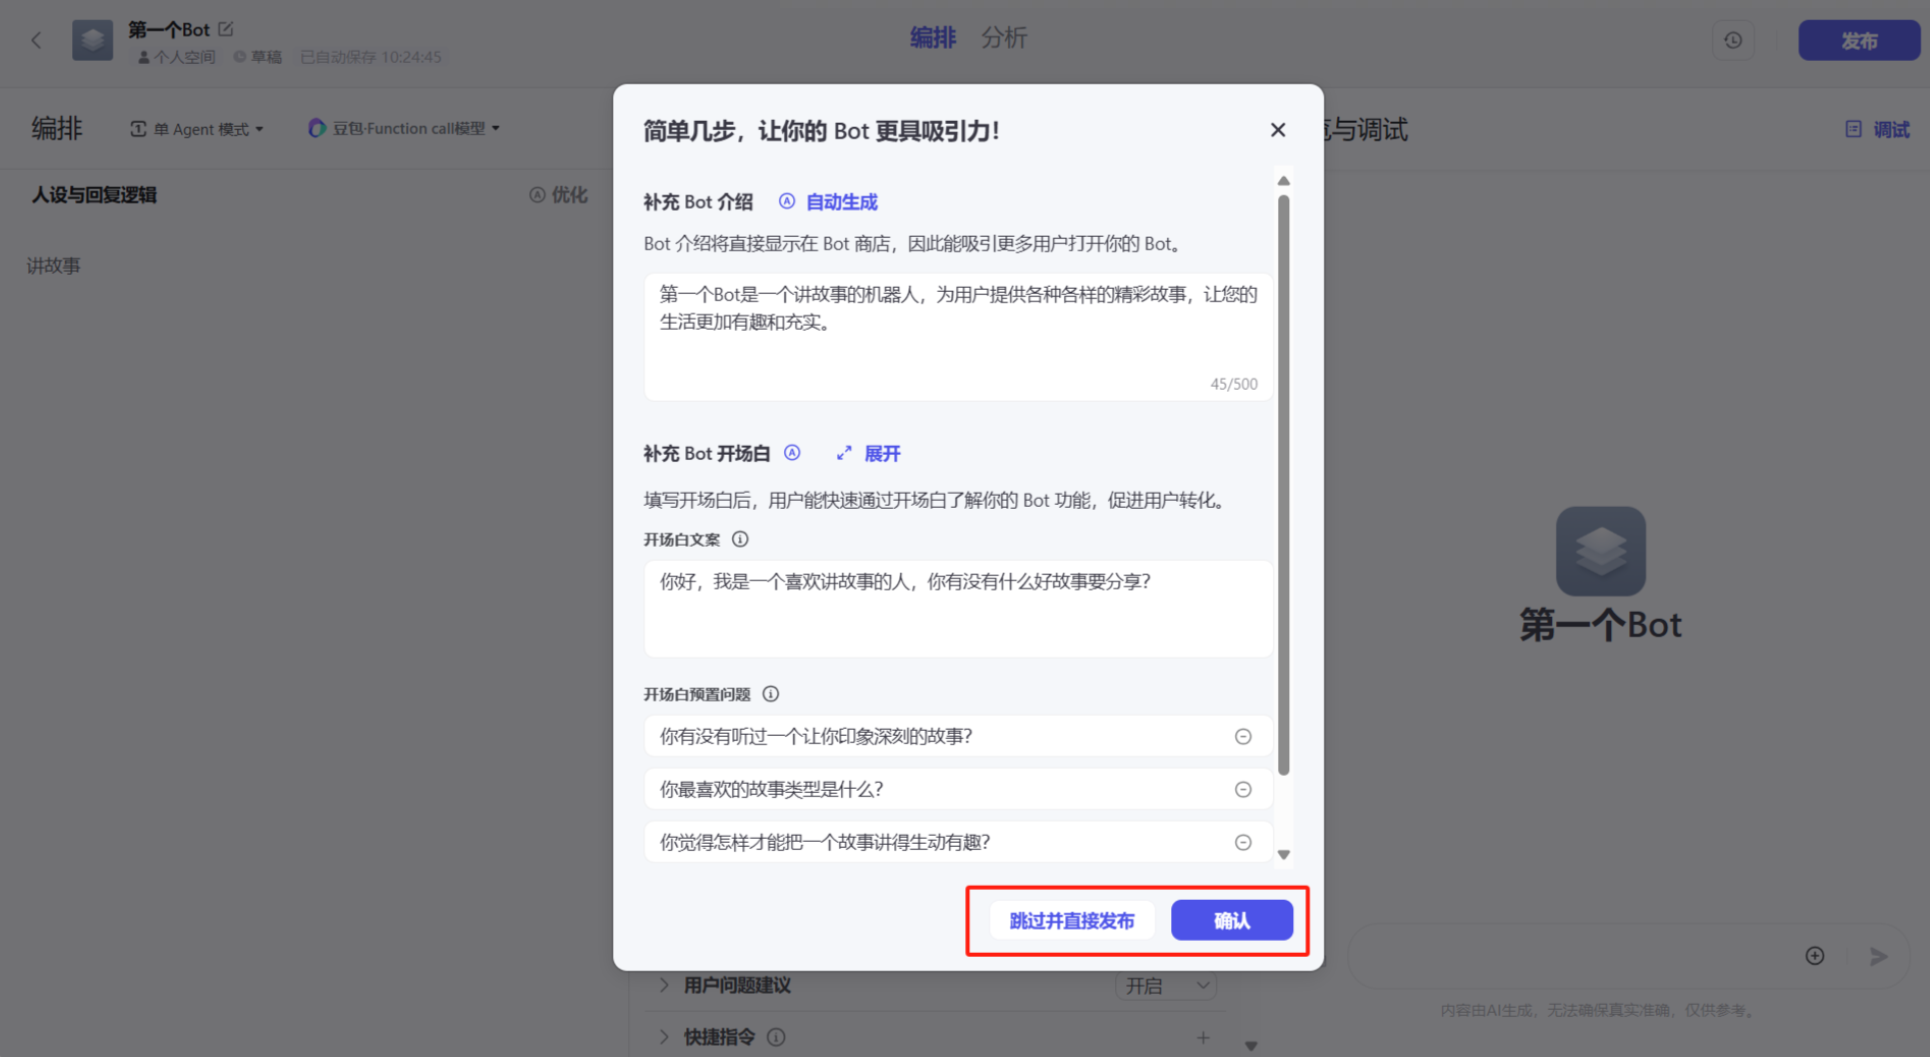 第一个Bot
个人空间 草稿 已自动保存 10:24:45
编排 分析
发布
编排 单 Agent 模式 豆包·Function call模型
与调试 调试
人设与回复逻辑 优化
讲故事
简单几步，让你的 Bot 更具吸引力！
补充 Bot 介绍 自动生成
Bot 介绍将直接显示在 Bot 商店，因此能吸引更多用户打开你的 Bot。
第一个Bot是一个讲故事的机器人，为用户提供各种各样的精彩故事，让您的
生活更加有趣和充实。
45/500
补充 Bot 开场白 展开
填写开场白后，用户能快速通过开场白了解你的 Bot 功能，促进用户转化。
开场白文案
你好，我是一个喜欢讲故事的人，你有没有什么好故事要分享？
开场白预置问题
你有没有听过一个让你印象深刻的故事？
你最喜欢的故事类型是什么？
你觉得怎样才能把一个故事讲得生动有趣？
跳过并直接发布 确认
第一个Bot
用户问题建议 开启
快捷指令
内容由AI生成，无法确保真实准确，仅供参考。